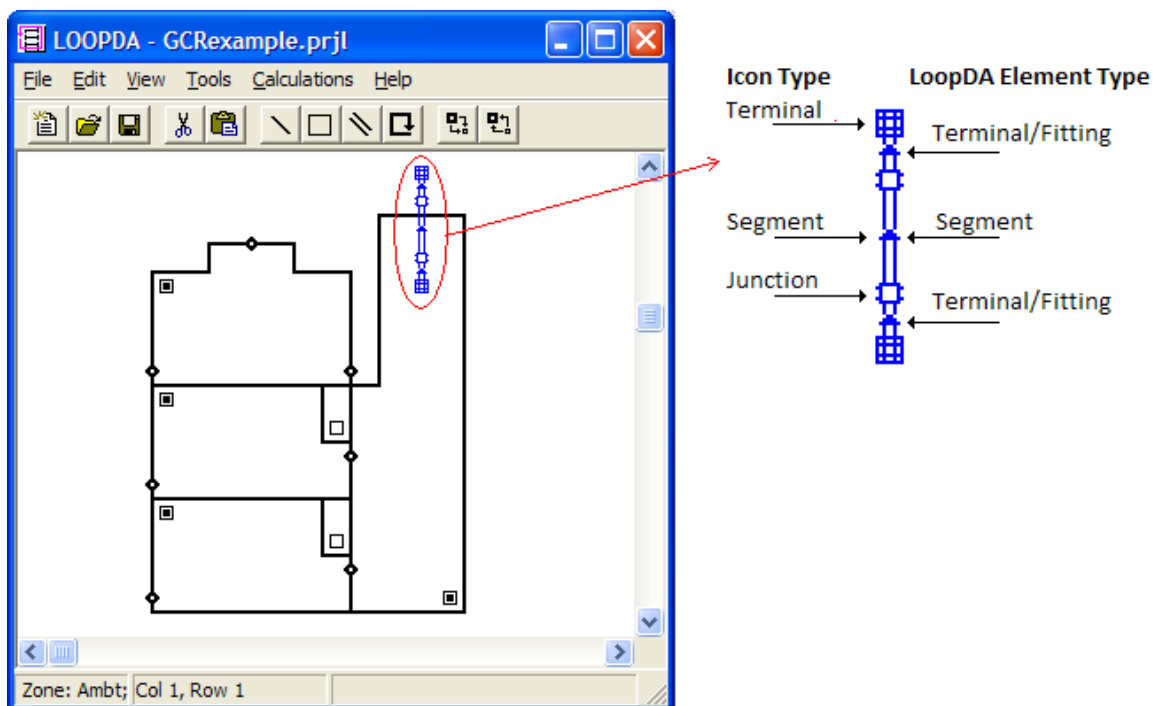 LOOPDA - GCRexample.prjl
File Edit View Tools Calculations Help
Zone: Ambt; Col 1, Row 1
Icon Type LoopDA Element Type
Terminal
Terminal/Fitting
Segment Segment
Junction
Terminal/Fitting